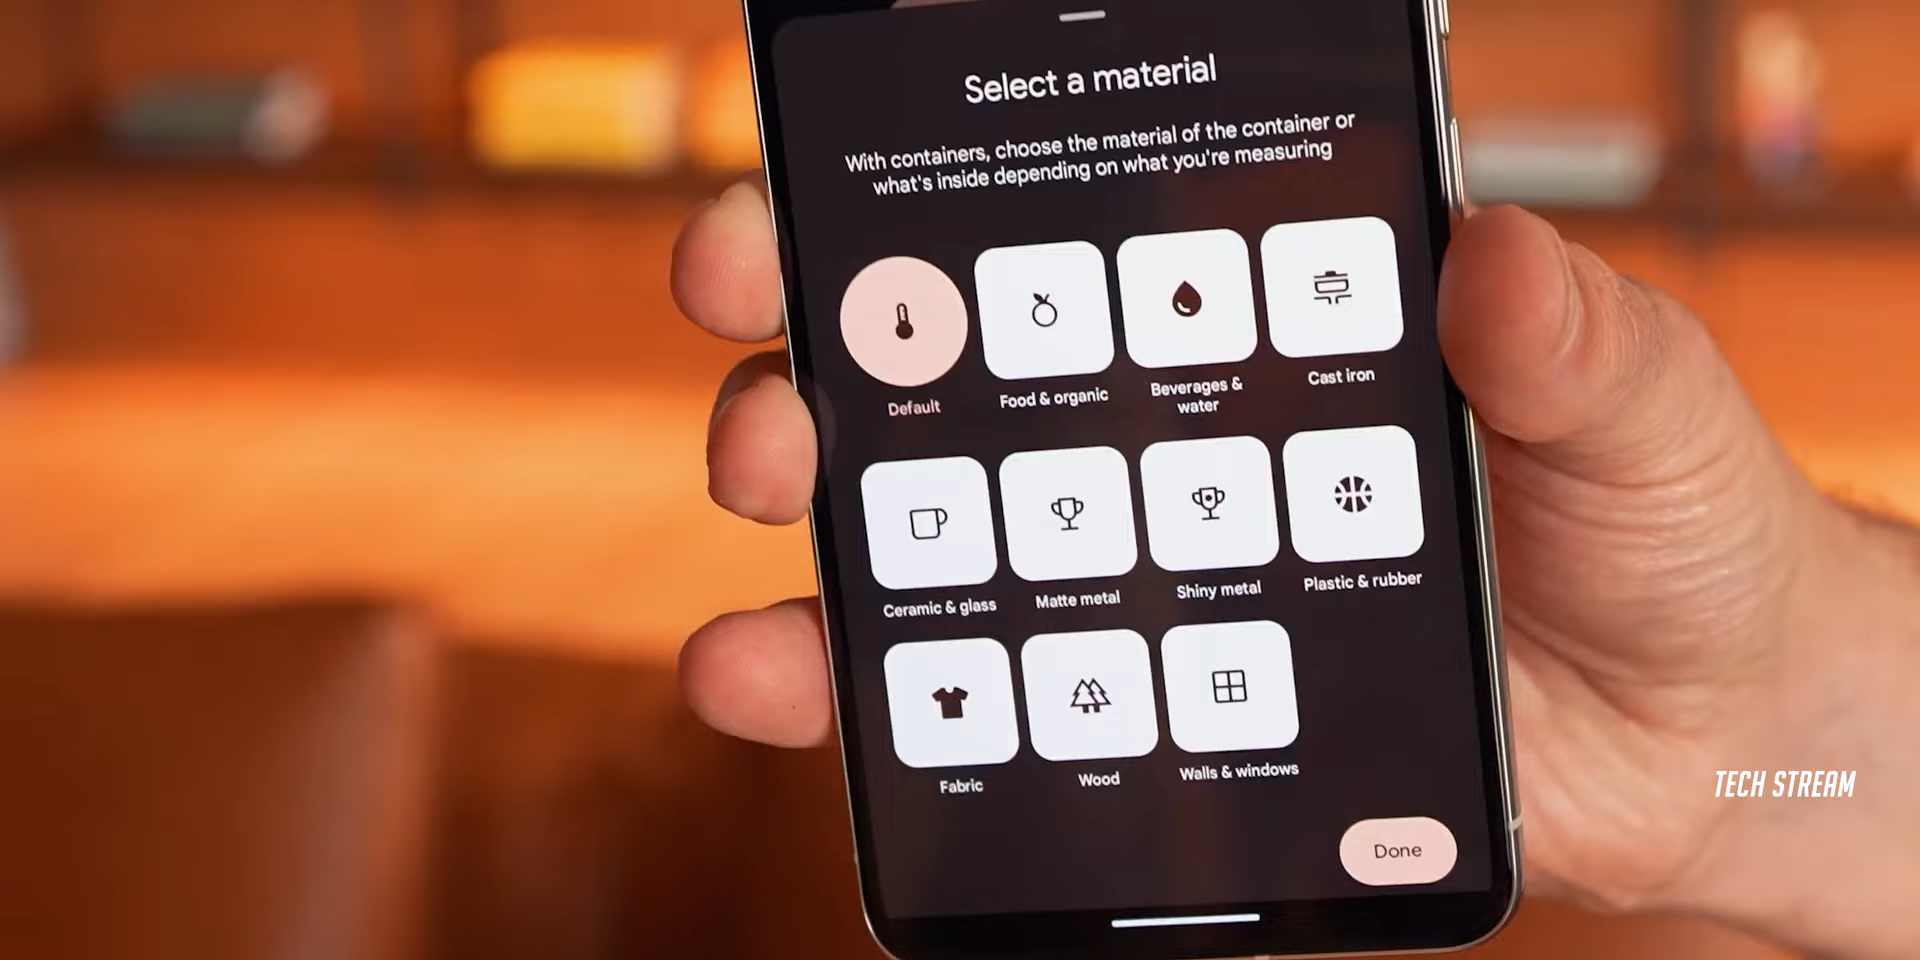 Select a material
With containers, choose the material of the container or
what's inside depending on what you're measuring
Default
Food & organic
Beverages &
water
Cast iron
Ceramic & glass
Matte metal
Shiny metal
Plastic & rubber
Fabric
Wood
Walls & windows
Done
TECH STREAM